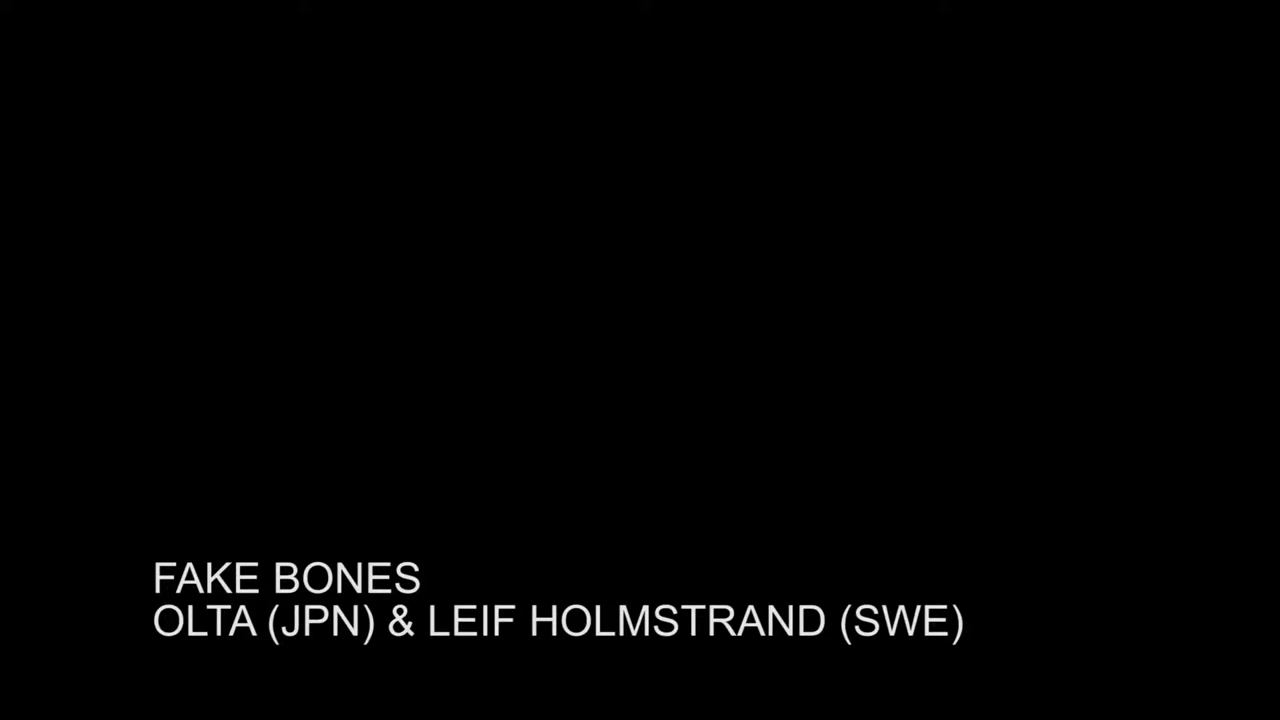 FAKE BONES
OLTA (JPN) & LEIF HOLMSTRAND (SWE)